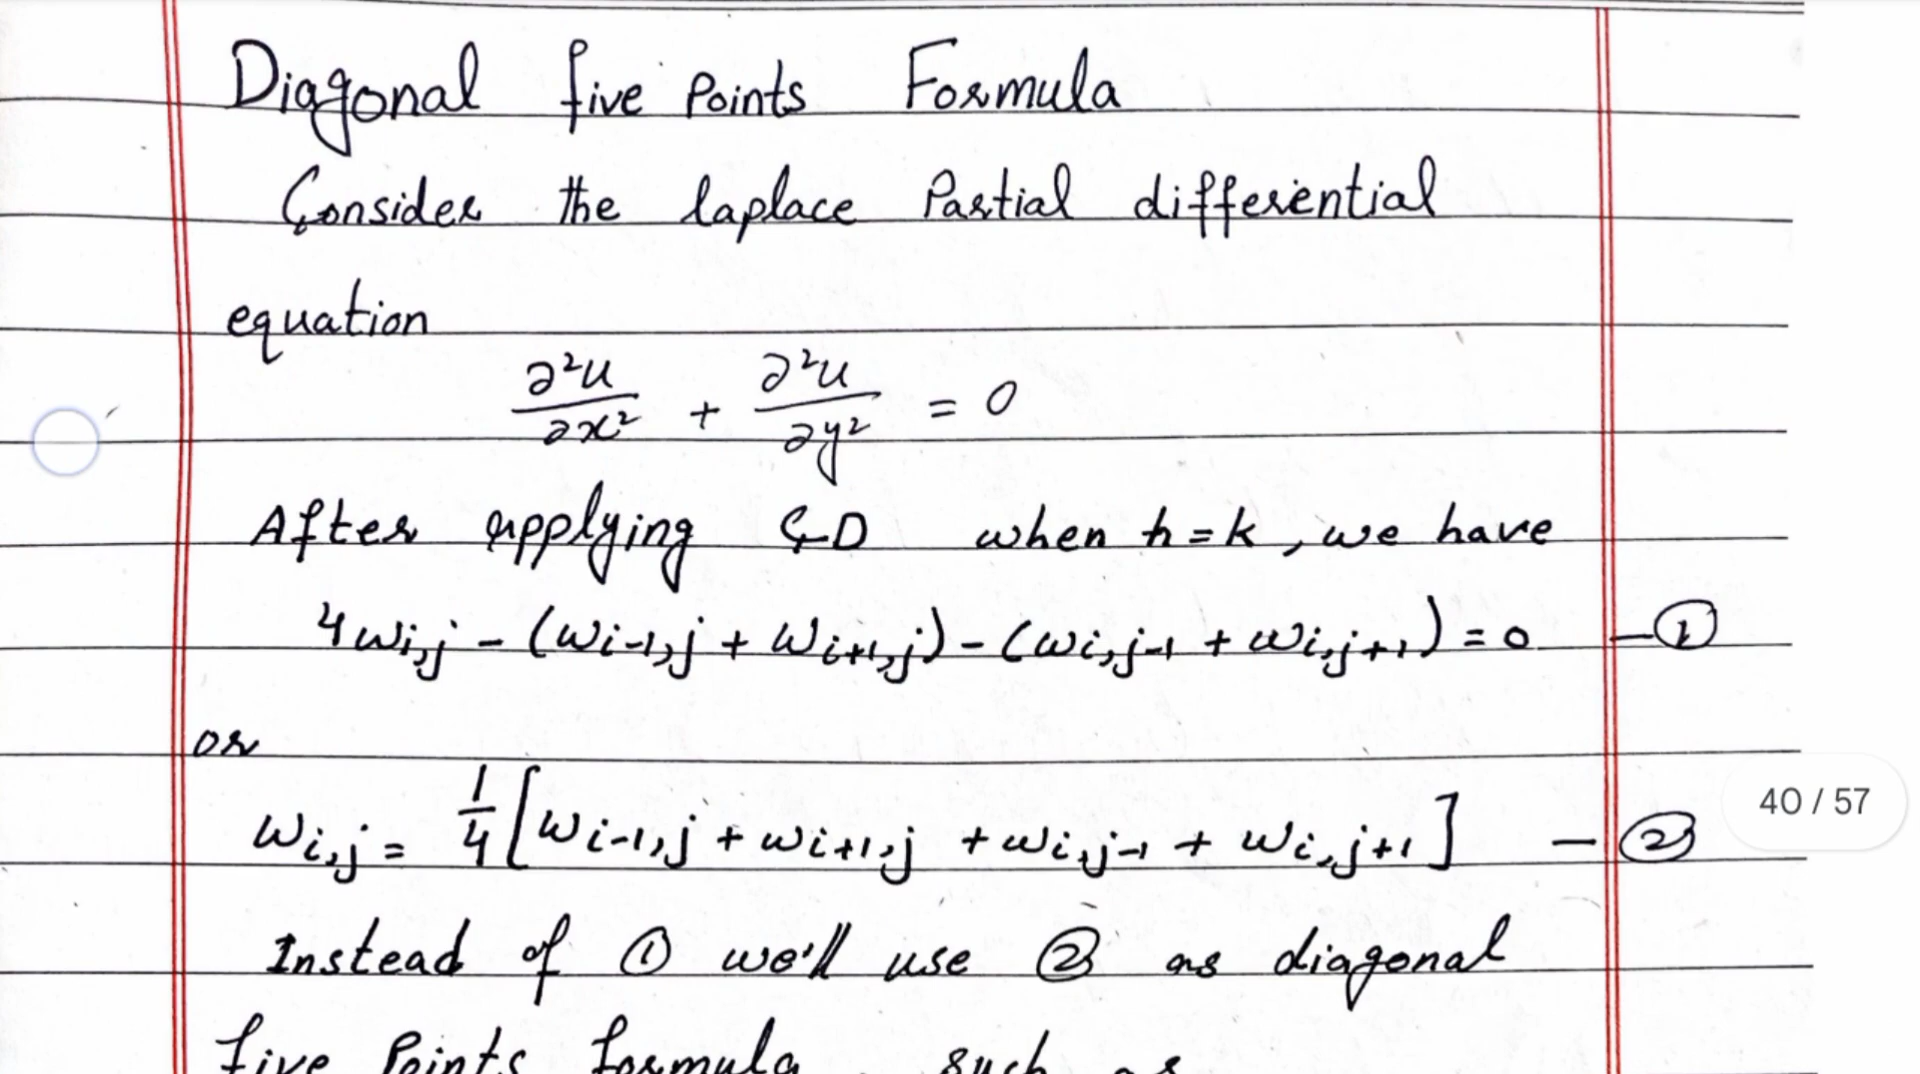 Diagonal five Points Formula
Consider the laplace Partial differential
equation
∂²u/∂x² + ∂²u/∂y² = 0
After applying CD when h=k, we have
4wi,j - (wi-1,j + wi+1,j) - (wi,j-1 + wi,j+1) = 0 - ①
or
wi,j = 1/4 [wi-1,j + wi+1,j + wi,j-1 + wi,j+1] - ②
40 / 57
Instead of ① we'll use ② as diagonal
five Points formula, such as